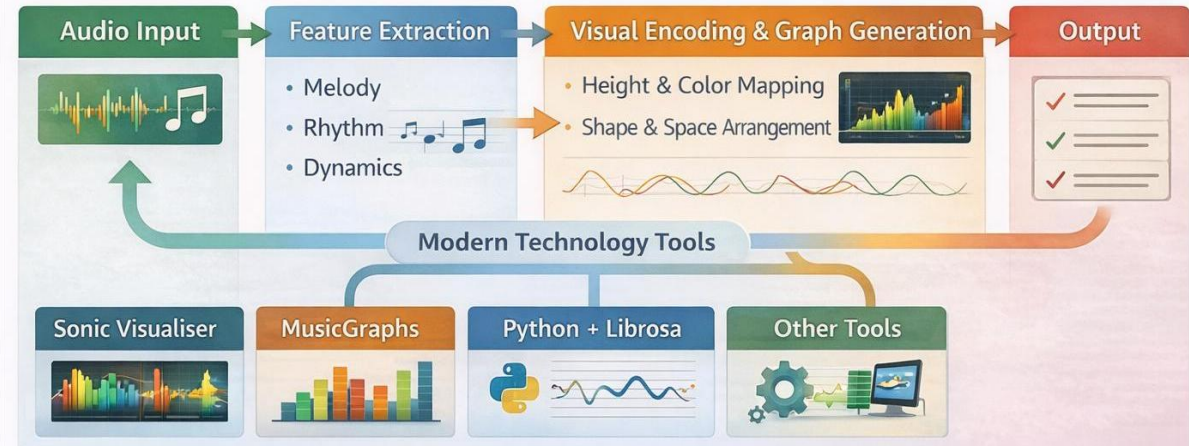 Audio Input
Feature Extraction
Visual Encoding & Graph Generation
Output
• Melody
• Rhythm
• Dynamics
• Height & Color Mapping
• Shape & Space Arrangement
Modern Technology Tools
Sonic Visualiser
MusicGraphs
Python + Librosa
Other Tools